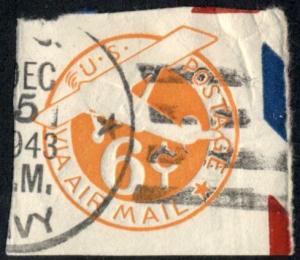 DEC
5
1943
.M.
VY
U.S. POSTAGE
6¢
VIA AIR MAIL